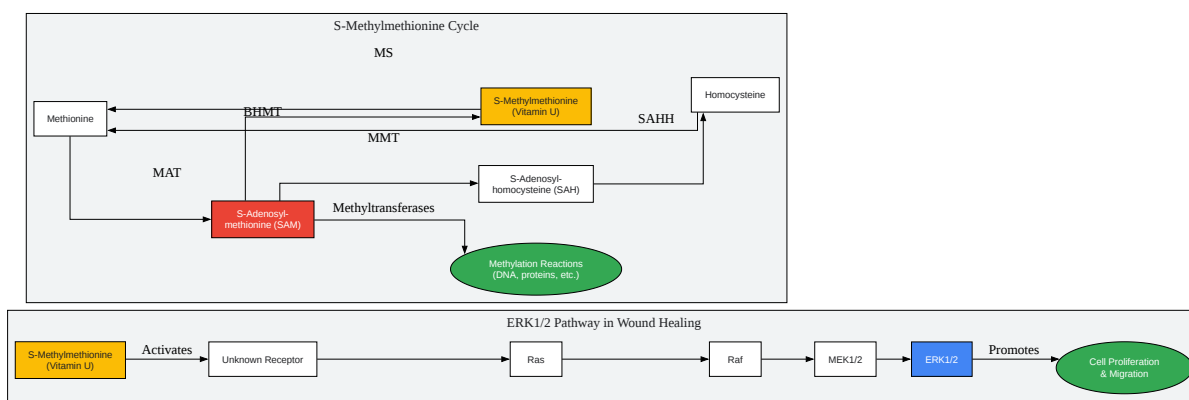 S-Methylmethionine Cycle
MS
Homocysteine
S-Methylmethionine
(Vitamin U)
Methionine
BHMT
SAHH
MMT
MAT
S-Adenosyl-
homocysteine (SAH)
S-Adenosyl-
methionine (SAM)
Methyltransferases
Methylation Reactions
(DNA, proteins, etc.)
ERK1/2 Pathway in Wound Healing
S-Methylmethionine
(Vitamin U)
Activates
Unknown Receptor
Ras
Raf
MEK1/2
ERK1/2
Promotes
Cell Proliferation
& Migration